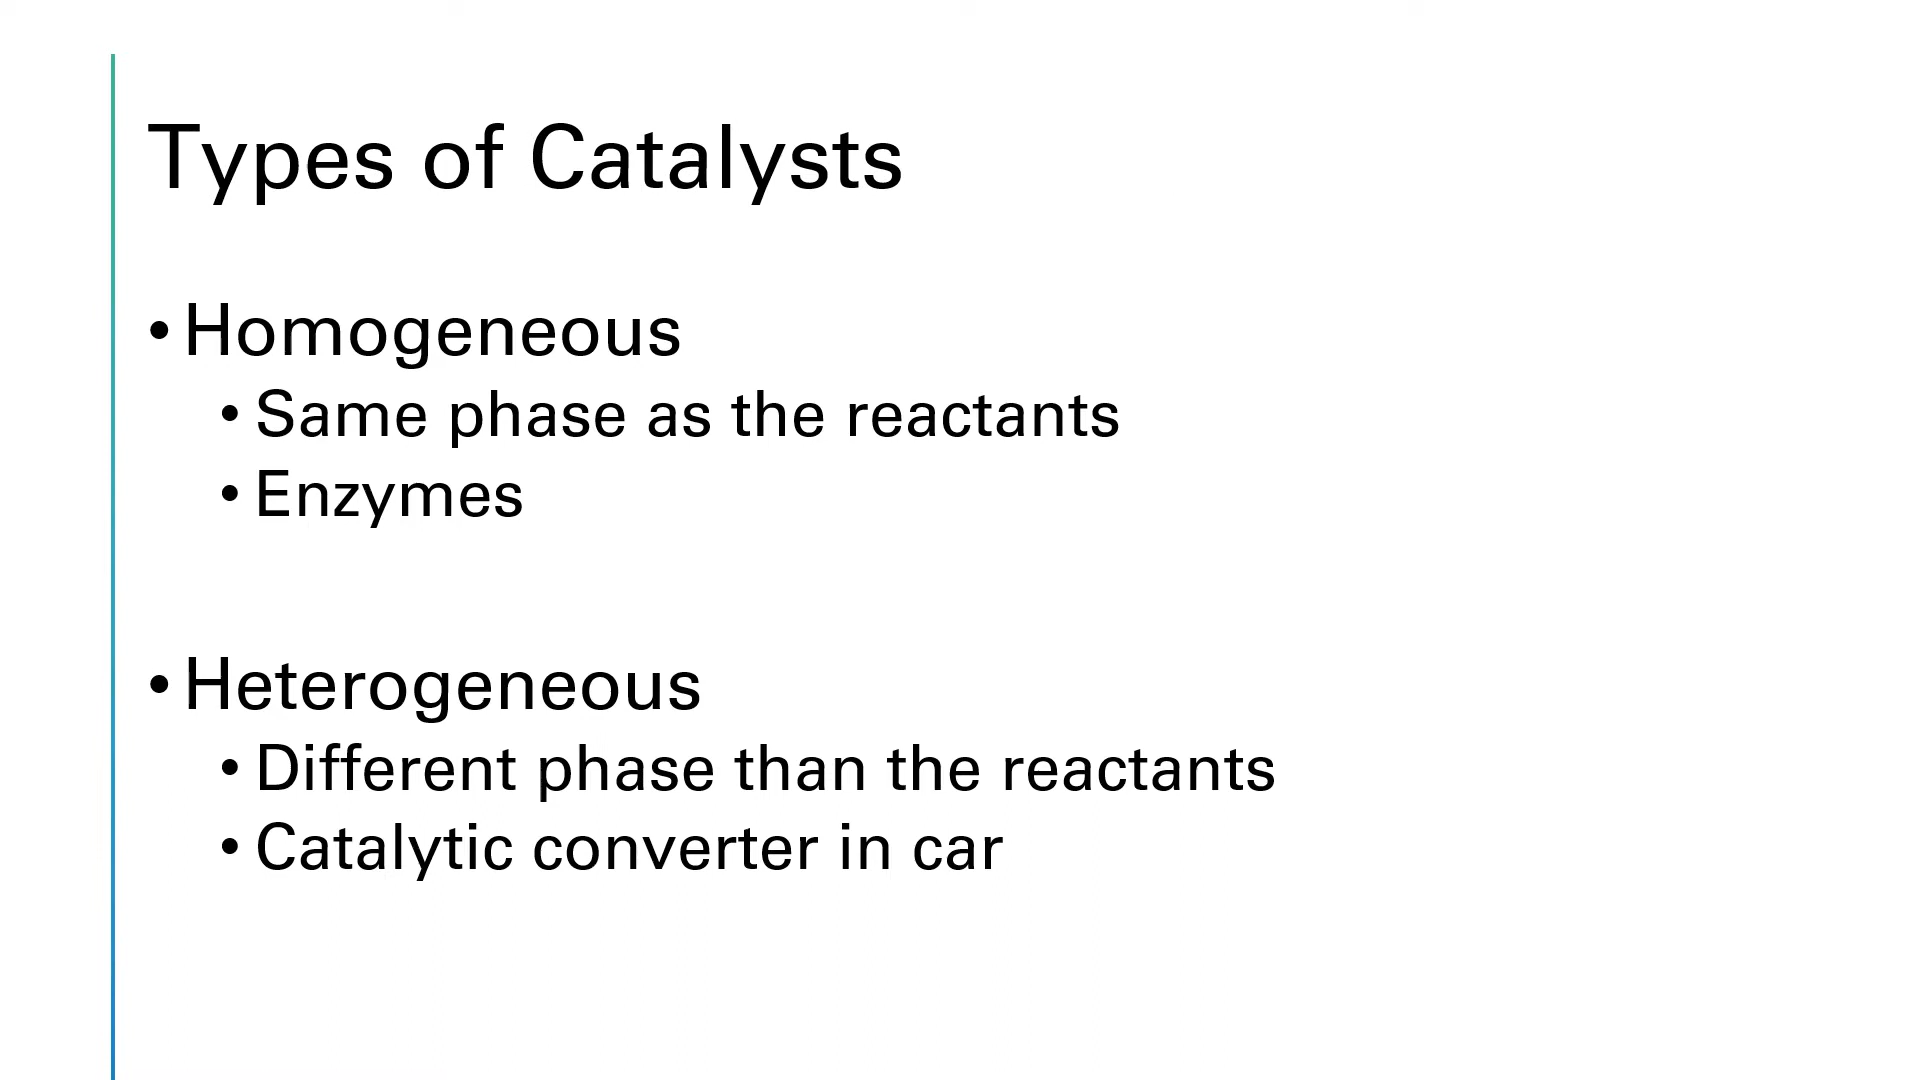 Types of Catalysts
• Homogeneous
• Same phase as the reactants
• Enzymes
• Heterogeneous
• Different phase than the reactants
• Catalytic converter in car